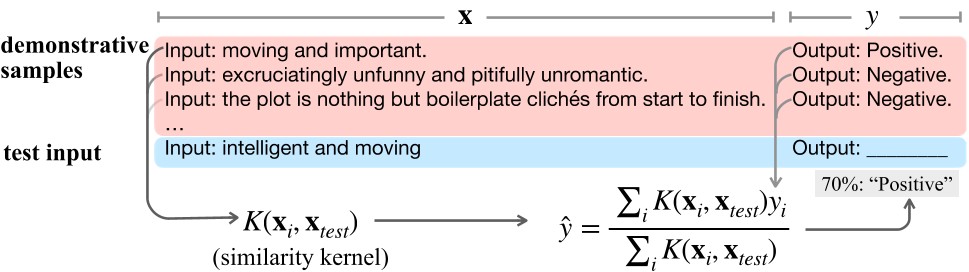 x y
demonstrative samples
Input: moving and important. Output: Positive.
Input: excruciatingly unfunny and pitifully unromantic. Output: Negative.
Input: the plot is nothing but boilerplate clichés from start to finish. Output: Negative.
...
test input Input: intelligent and moving Output: ________
70%: “Positive”
K(x_i, x_test)
(similarity kernel)
ŷ = ∑_i K(x_i, x_test)y_i / ∑_i K(x_i, x_test)